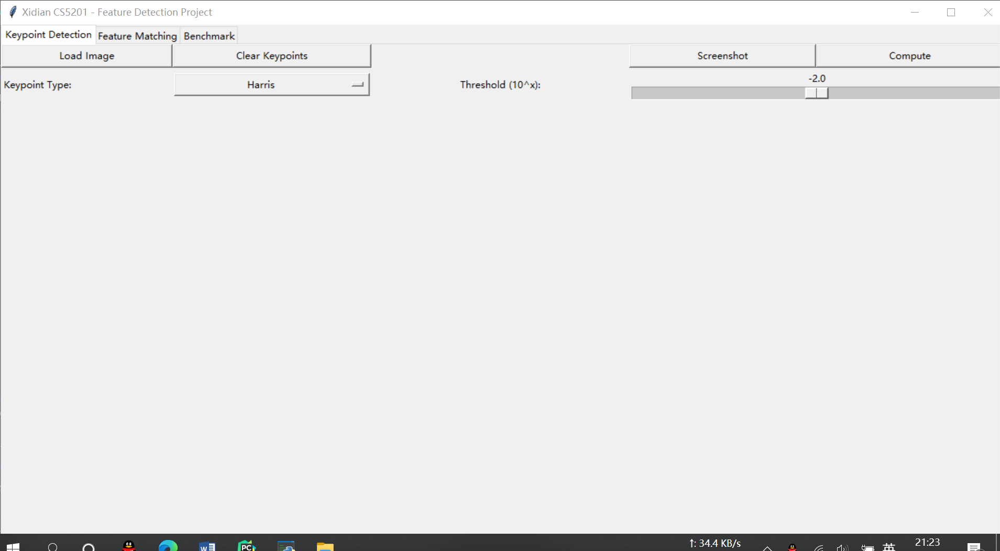 Xidian CS5201 - Feature Detection Project
Keypoint Detection Feature Matching Benchmark
Load Image Clear Keypoints Screenshot Compute
Keypoint Type: Harris Threshold (10^x): -2.0
W PC ↑: 34.4 KB/s 英 21:23